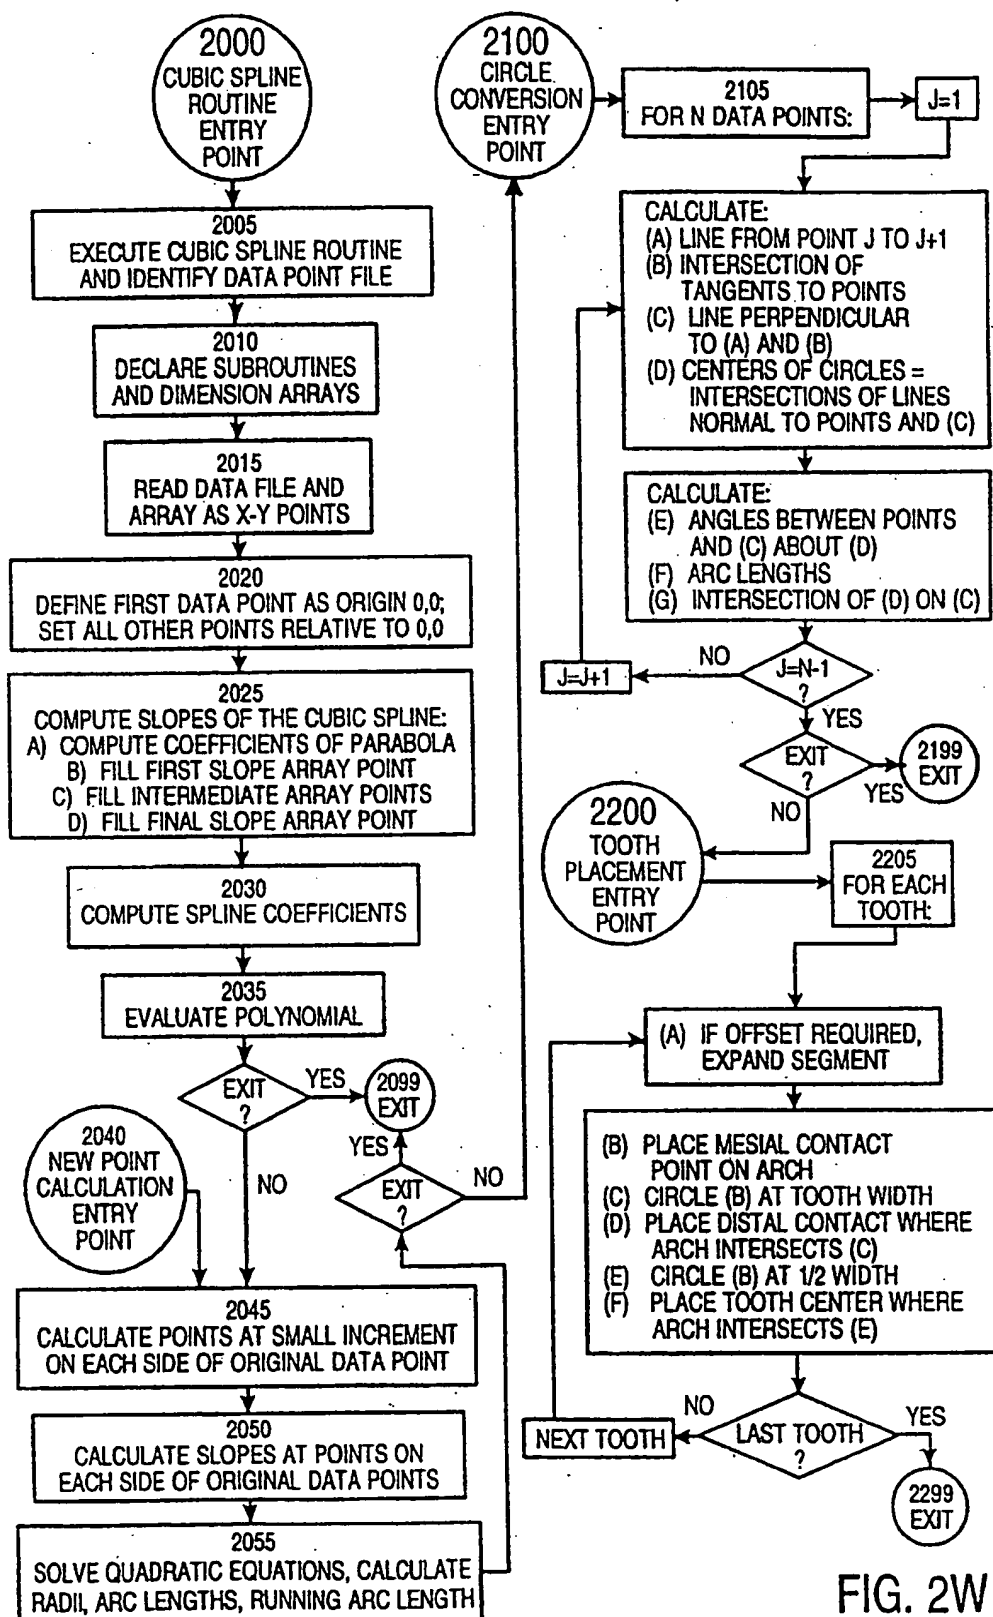 2000
CUBIC SPLINE
ROUTINE
ENTRY
POINT
2005
EXECUTE CUBIC SPLINE ROUTINE
AND IDENTIFY DATA POINT FILE
2010
DECLARE SUBROUTINES
AND DIMENSION ARRAYS
2015
READ DATA FILE AND
ARRAY AS X-Y POINTS
2020
DEFINE FIRST DATA POINT AS ORIGIN 0,0;
SET ALL OTHER POINTS RELATIVE TO 0,0
2025
COMPUTE SLOPES OF THE CUBIC SPLINE:
A) COMPUTE COEFFICIENTS OF PARABOLA
B) FILL FIRST SLOPE ARRAY POINT
C) FILL INTERMEDIATE ARRAY POINTS
D) FILL FINAL SLOPE ARRAY POINT
2030
COMPUTE SPLINE COEFFICIENTS
2035
EVALUATE POLYNOMIAL
EXIT
?
YES
2099
EXIT
NO
2040
NEW POINT
CALCULATION
ENTRY
POINT
YES
EXIT
?
NO
2045
CALCULATE POINTS AT SMALL INCREMENT
ON EACH SIDE OF ORIGINAL DATA POINT
2050
CALCULATE SLOPES AT POINTS ON
EACH SIDE OF ORIGINAL DATA POINTS
2055
SOLVE QUADRATIC EQUATIONS, CALCULATE
RADII, ARC LENGTHS, RUNNING ARC LENGTH
2100
CIRCLE
CONVERSION
ENTRY
POINT
2105
FOR N DATA POINTS:
J=1
CALCULATE:
(A) LINE FROM POINT J TO J+1
(B) INTERSECTION OF
TANGENTS TO POINTS
(C) LINE PERPENDICULAR
TO (A) AND (B)
(D) CENTERS OF CIRCLES =
INTERSECTIONS OF LINES
NORMAL TO POINTS AND (C)
CALCULATE:
(E) ANGLES BETWEEN POINTS
AND (C) ABOUT (D)
(F) ARC LENGTHS
(G) INTERSECTION OF (D) ON (C)
J=N-1
?
NO
J=J+1
YES
EXIT
?
YES
2199
EXIT
NO
2200
TOOTH
PLACEMENT
ENTRY
POINT
2205
FOR EACH
TOOTH:
(A) IF OFFSET REQUIRED,
EXPAND SEGMENT
(B) PLACE MESIAL CONTACT
POINT ON ARCH
(C) CIRCLE (B) AT TOOTH WIDTH
(D) PLACE DISTAL CONTACT WHERE
ARCH INTERSECTS (C)
(E) CIRCLE (B) AT 1/2 WIDTH
(F) PLACE TOOTH CENTER WHERE
ARCH INTERSECTS (E)
LAST TOOTH
?
NO
NEXT TOOTH
YES
2299
EXIT
FIG. 2W